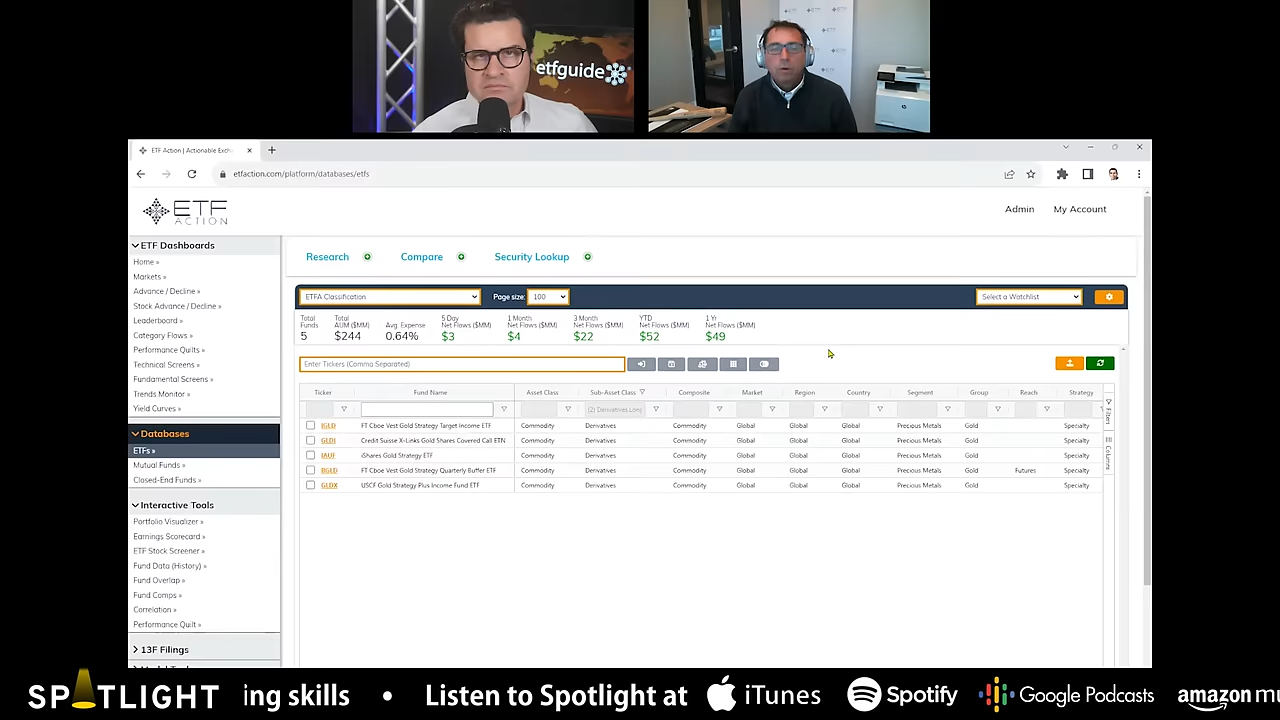 etfguide
ETF Action | Actionable Exch
etfaction.com/platform/databases/etfs
ETF
ACTION
Admin
My Account
ETF Dashboards
Home »
Markets »
Advance / Decline »
Stock Advance / Decline »
Leaderboard »
Category Flows »
Performance Quilts »
Technical Screens »
Fundamental Screens »
Trends Monitor »
Yield Curves »
Databases
ETFs »
Mutual Funds »
Closed-End Funds »
Interactive Tools
Portfolio Visualizer »
Earnings Scorecard »
ETF Stock Screener »
Fund Data (History) »
Fund Overlap »
Fund Comps »
Correlation »
Performance Quilt »
13F Filings
Research
Compare
Security Lookup
ETFA Classification
Page size: 100
Select a Watchlist
Total Funds 5
Total AUM ($MM) $244
Avg. Expense 0.64%
5 Day Net Flows ($MM) $3
1 Month Net Flows ($MM) $4
3 Month Net Flows ($MM) $22
YTD Net Flows ($MM) $52
1 Yr Net Flows ($MM) $49
Enter Tickers (Comma Separated)
Ticker Fund Name Asset Class Sub-Asset Class Composite Market Region Country Segment Group Reach Strategy
(2) Derivatives,Long
IGLD FT Cboe Vest Gold Strategy Target Income ETF Commodity Derivatives Commodity Global Global Global Precious Metals Gold Specialty
GLDI Credit Suisse X-Links Gold Shares Covered Call ETN Commodity Derivatives Commodity Global Global Global Precious Metals Gold Specialty
IAUF iShares Gold Strategy ETF Commodity Derivatives Commodity Global Global Global Precious Metals Gold Specialty
BGLD FT Cboe Vest Gold Strategy Quarterly Buffer ETF Commodity Derivatives Commodity Global Global Global Precious Metals Gold Futures Specialty
GLDX USCF Gold Strategy Plus Income Fund ETF Commodity Derivatives Commodity Global Global Global Precious Metals Gold Specialty
Filters
Columns
SPOTLIGHT
ing skills • Listen to Spotlight at iTunes Spotify Google Podcasts amazon mu